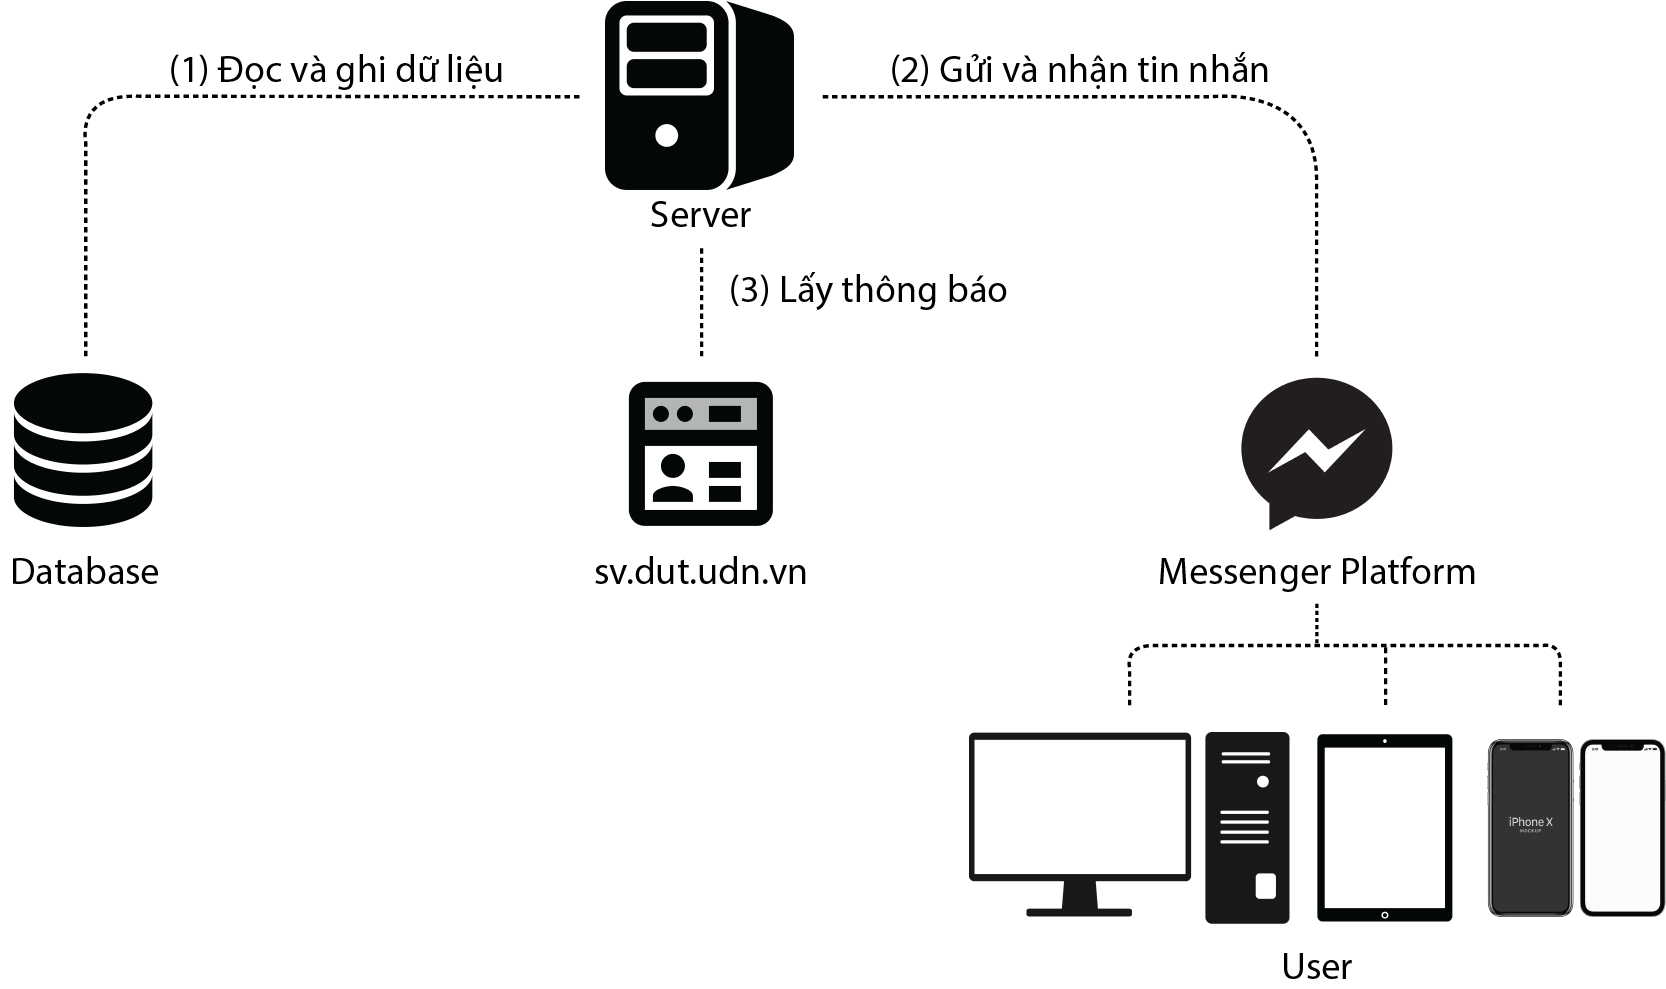 (1) Đọc và ghi dữ liệu
(2) Gửi và nhận tin nhắn
Server
(3) Lấy thông báo
Database
sv.dut.udn.vn
Messenger Platform
iPhone X
MOCKUP
User